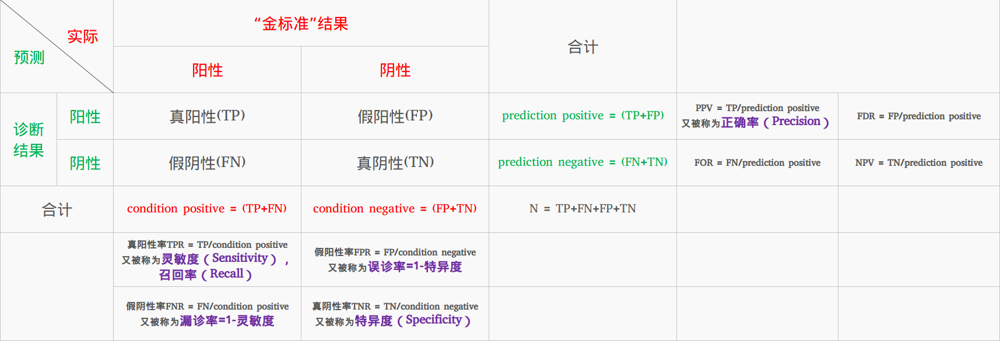 实际
预测
“金标准”结果
合计
阳性
阴性
诊断
结果
阳性
真阳性(TP)
假阳性(FP)
prediction positive = (TP+FP)
PPV = TP/prediction positive
又被称为正确率（Precision）
FDR = FP/prediction positive
阴性
假阴性(FN)
真阴性(TN)
prediction negative = (FN+TN)
FOR = FN/prediction positive
NPV = TN/prediction positive
合计
condition positive = (TP+FN)
condition negative = (FP+TN)
N = TP+FN+FP+TN
真阳性率TPR = TP/condition positive
又被称为灵敏度（Sensitivity），
召回率（Recall）
假阳性率FPR = FP/condition negative
又被称为误诊率=1-特异度
假阴性率FNR = FN/condition positive
又被称为漏诊率=1-灵敏度
真阴性率TNR = TN/condition negative
又被称为特异度（Specificity）